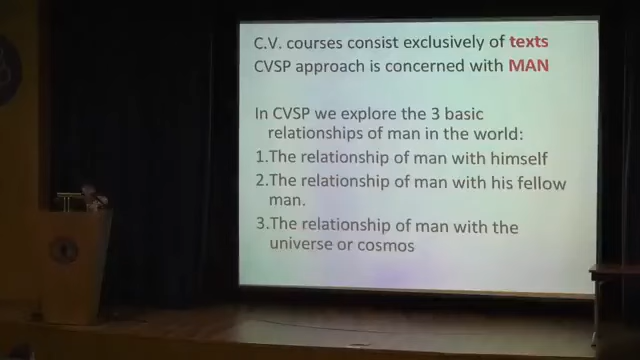 C.V. courses consist exclusively of texts
CVSP approach is concerned with MAN
In CVSP we explore the 3 basic
relationships of man in the world:
1.The relationship of man with himself
2.The relationship of man with his fellow
man.
3.The relationship of man with the
universe or cosmos